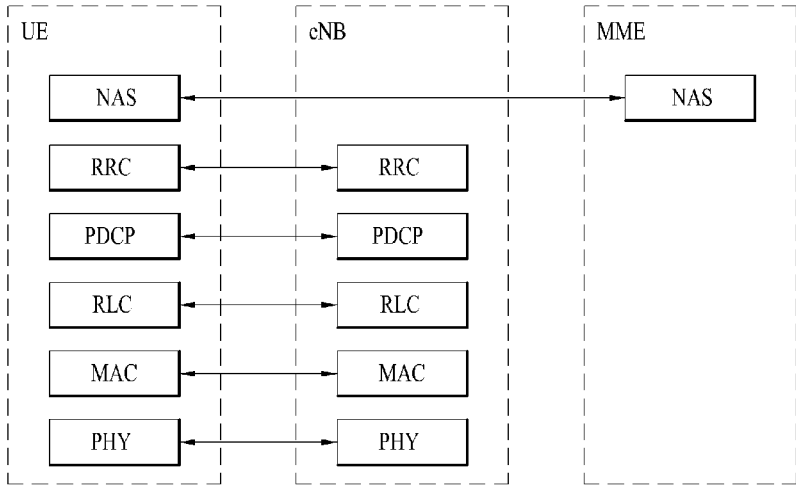 UE eNB MME
NAS NAS
RRC RRC
PDCP PDCP
RLC RLC
MAC MAC
PHY PHY